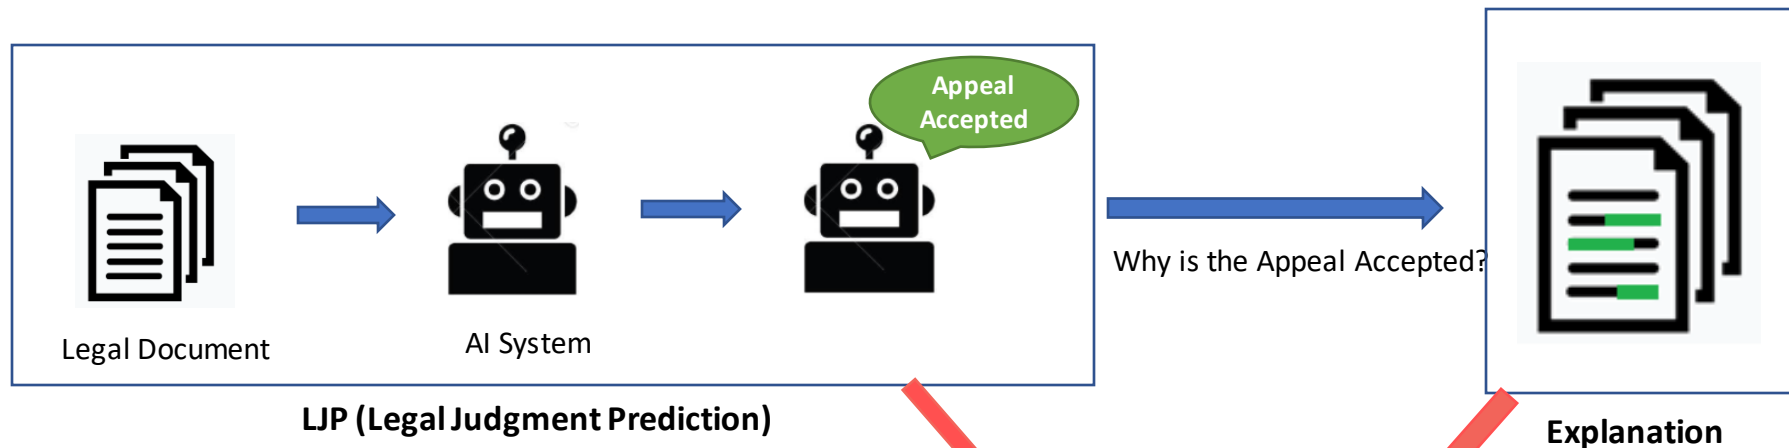 Appeal
Accepted
Legal Document
AI System
Why is the Appeal Accepted?
LJP (Legal Judgment Prediction)
Explanation